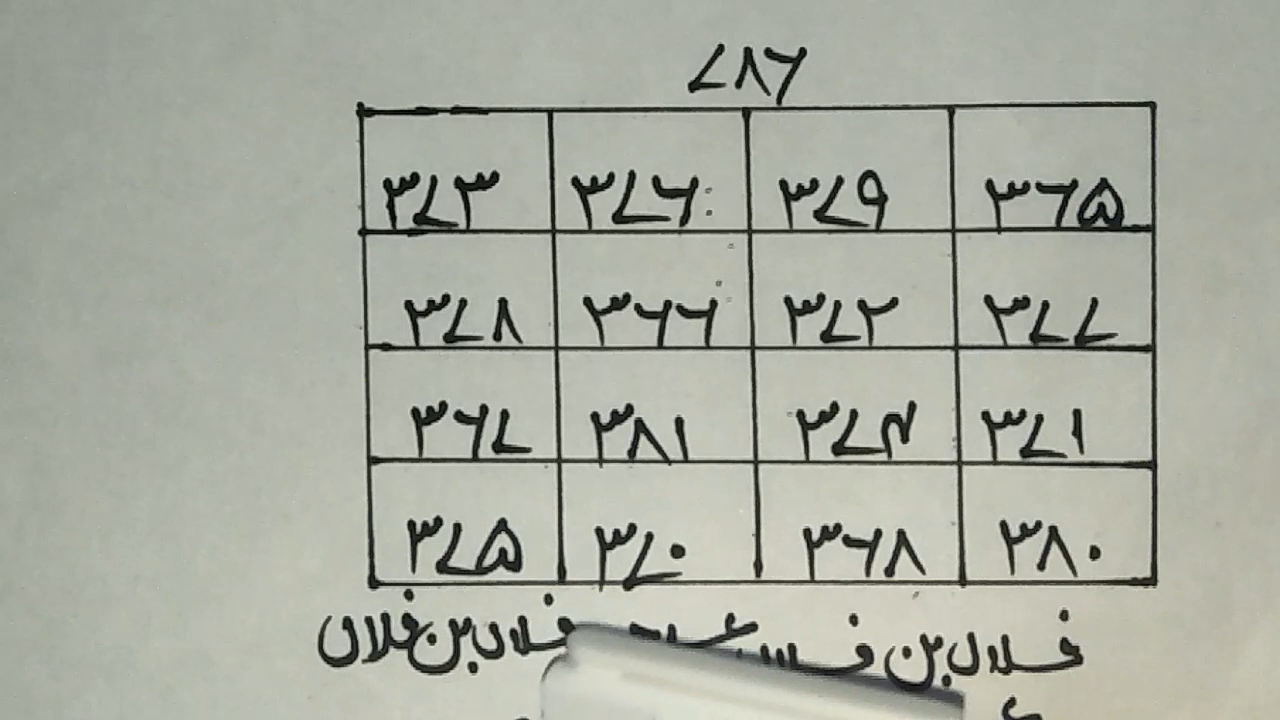 ۷۸۶
۳۶۵ ۳۷۹ ۳۷۶ ۳۷۳
۳۷۷ ۳۷۲ ۳۶۶ ۳۷۸
۳۷۱ ۳۷۴ ۳۸۱ ۳۶۷
۳۸۰ ۳۶۸ ۳۷۰ ۳۷۵
فلاں بن فلاں فلاں بن فلاں